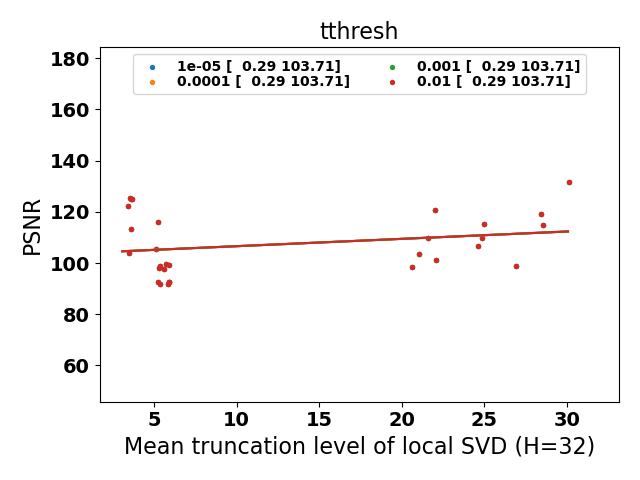 tthresh
1e-05 [  0.29 103.71]
0.0001 [  0.29 103.71]
0.001 [  0.29 103.71]
0.01 [  0.29 103.71]
PSNR
180
160
140
120
100
80
60
5 10 15 20 25 30
Mean truncation level of local SVD (H=32)